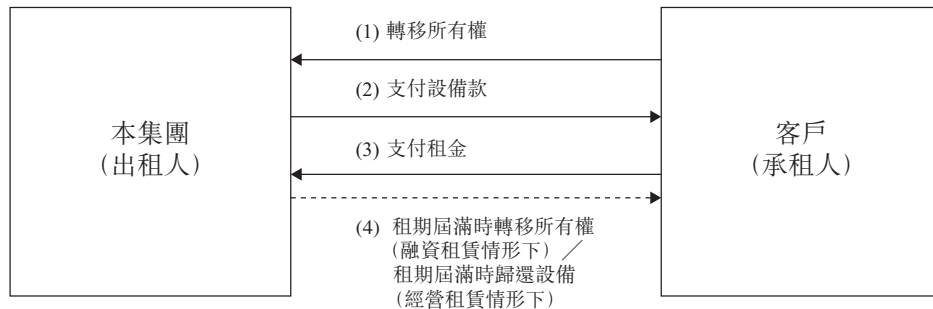 (1) 轉移所有權
(2) 支付設備款
本集團
（出租人）
(3) 支付租金
客戶
（承租人）
(4) 租期屆滿時轉移所有權
（融資租賃情形下）／
租期屆滿時歸還設備
（經營租賃情形下）